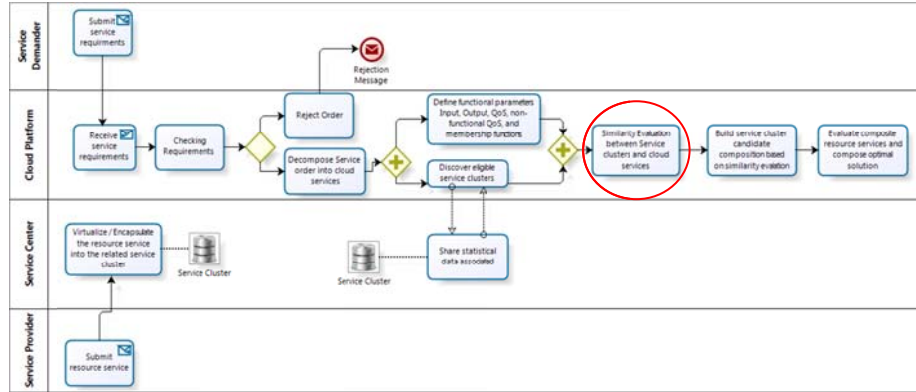 Service
Demander
Submit
service
requirments
Rejection
Message
Cloud Platform
Receive
service
requirements
Checking
Requirements
Reject Order
Decompose Service
order into cloud
services
Define functional parameters
Input, Output, QoS, non-
functional QoS, and
membership functions
Discover eligible
service clusters
Similarity Evaluation
between Service
clusters and cloud
services
Build service cluster
candidate
composition based
on similarity evalation
Evaluate composite
resource services and
compose optimal
solution
Service Center
Virtualize / Encapsulate
the resource service
into the related service
cluster
Service Cluster
Service Cluster
Share statistical
data associated
Service Provider
Submit
resource service